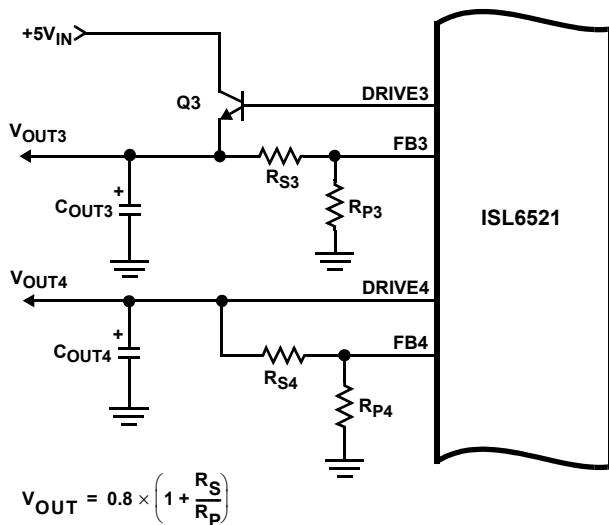 +5VIN
DRIVE3
Q3
VOUT3
FB3
RS3
COUT3
+
RP3
ISL6521
VOUT4
DRIVE4
COUT4
+
FB4
RS4
RP4
VOUT = 0.8 × (1 + RS/RP)